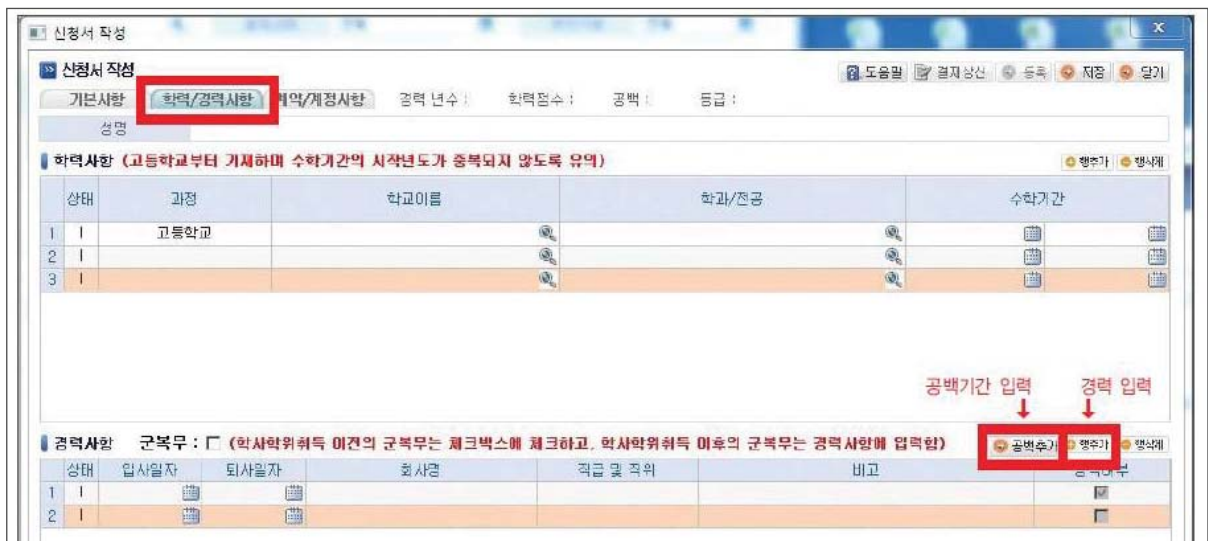 신청서 작성
신청서 작성 도움말 결재상신 등록 저장 닫기
기본사항 학력/경력사항 계약/계정사항 경력 년수 : 학력점수 : 공백 : 등급 :
성명
학력사항 (고등학교부터 기재하며 수학기간의 시작년도가 중복되지 않도록 유의) 행추가 행삭제
상태 과정 학교이름 학과/전공 수학기간
1 I 고등학교
2 I
3 I
공백기간 입력 경력 입력
경력사항 군복무 : (학사학위취득 이전의 군복무는 체크박스에 체크하고, 학사학위취득 이후의 군복무는 경력사항에 입력함) 공백추가 행추가 행삭제
상태 입사일자 퇴사일자 회사명 직급 및 직위 비고
1 I
2 I